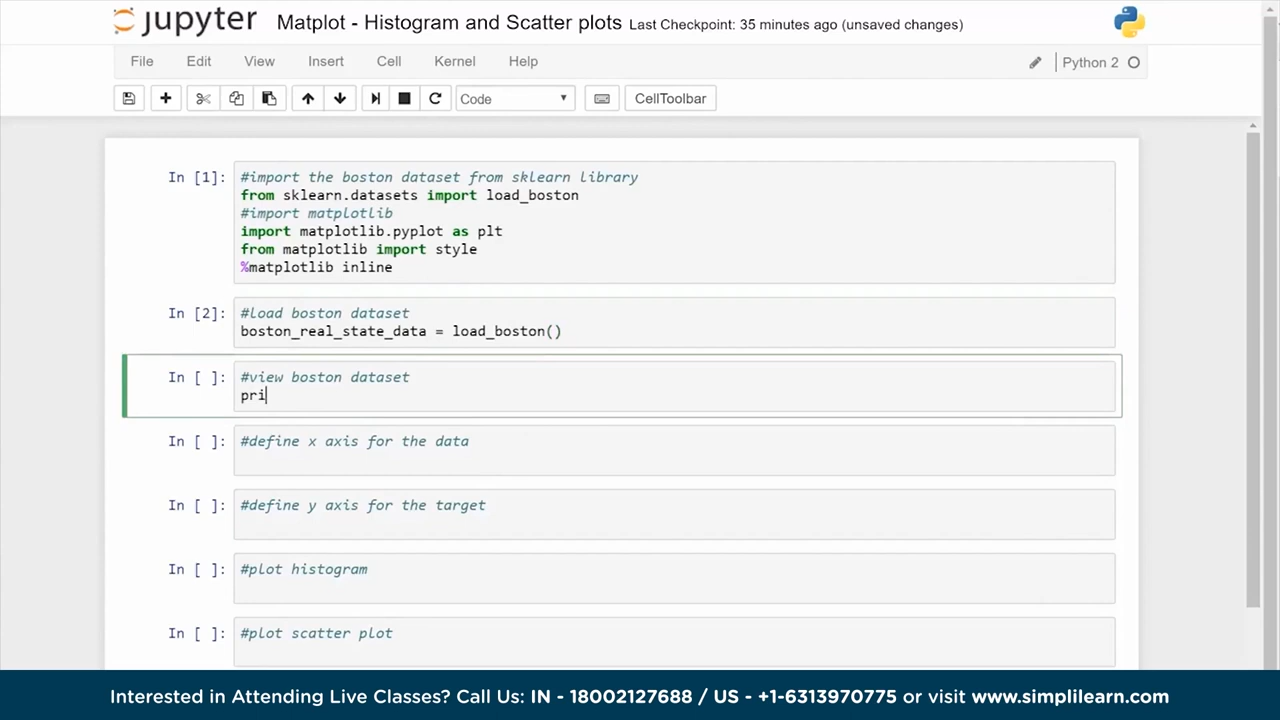 jupyter Matplot - Histogram and Scatter plots Last Checkpoint: 35 minutes ago (unsaved changes)
File Edit View Insert Cell Kernel Help Python 2
Code CellToolbar
In [1]: #import the boston dataset from sklearn library
from sklearn.datasets import load_boston
#import matplotlib
import matplotlib.pyplot as plt
from matplotlib import style
%matplotlib inline
In [2]: #load boston dataset
boston_real_state_data = load_boston()
In [ ]: #view boston dataset
pri
In [ ]: #define x axis for the data
In [ ]: #define y axis for the target
In [ ]: #plot histogram
In [ ]: #plot scatter plot
Interested in Attending Live Classes? Call Us: IN - 18002127688 / US - +1-6313970775 or visit www.simplilearn.com